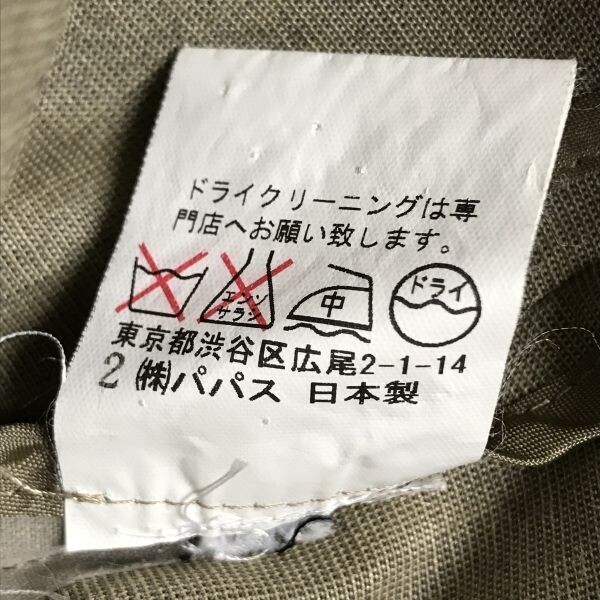 ドライクリーニングは専
門店へお願い致します。
エンソ
サラシ
中
ドライ
東京都渋谷区広尾2-1-14
2 ㈱パパス 日本製